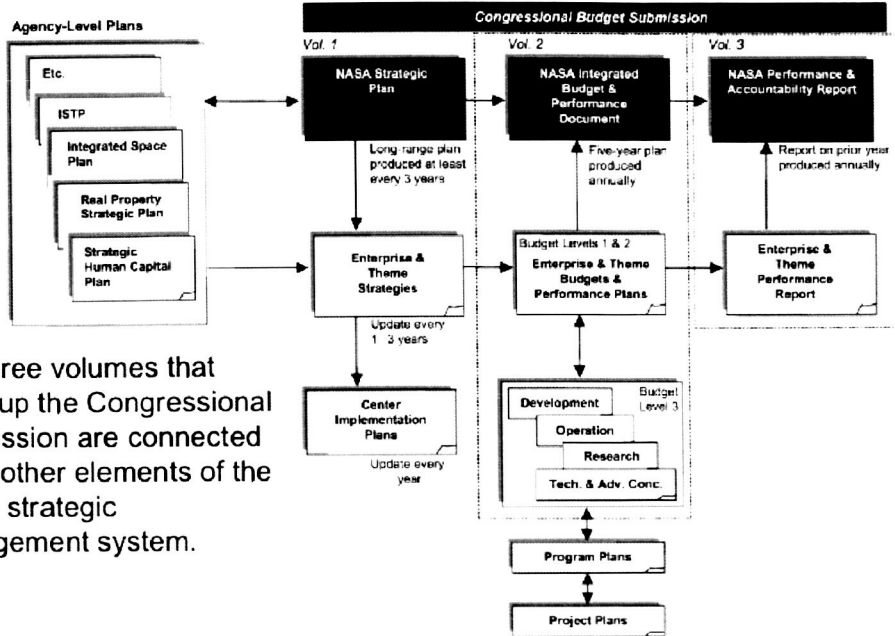 Congressional Budget Submission
Agency-Level Plans
Vol. 1
Vol. 2
Vol. 3
Etc.
ISTP
Integrated Space
Plan
Real Property
Strategic Plan
Strategic
Human Capital
Plan
NASA Strategic
Plan
NASA Integrated
Budget &
Performance
Document
NASA Performance &
Accountability Report
Long-range plan
produced at least
every 3 years
Five-year plan
produced
annually
Report on prior year
produced annually
Enterprise &
Theme
Strategies
Budget Levels 1 & 2
Enterprise & Theme
Budgets &
Performance Plans
Enterprise &
Theme
Performance
Report
Update every
1 3 years
Center
Implementation
Plans
Update every
year
Budget
Level 3
Development
Operation
Research
Tech. & Adv. Conc.
Program Plans
Project Plans
ree volumes that
up the Congressional
ssion are connected
other elements of the
strategic
gement system.